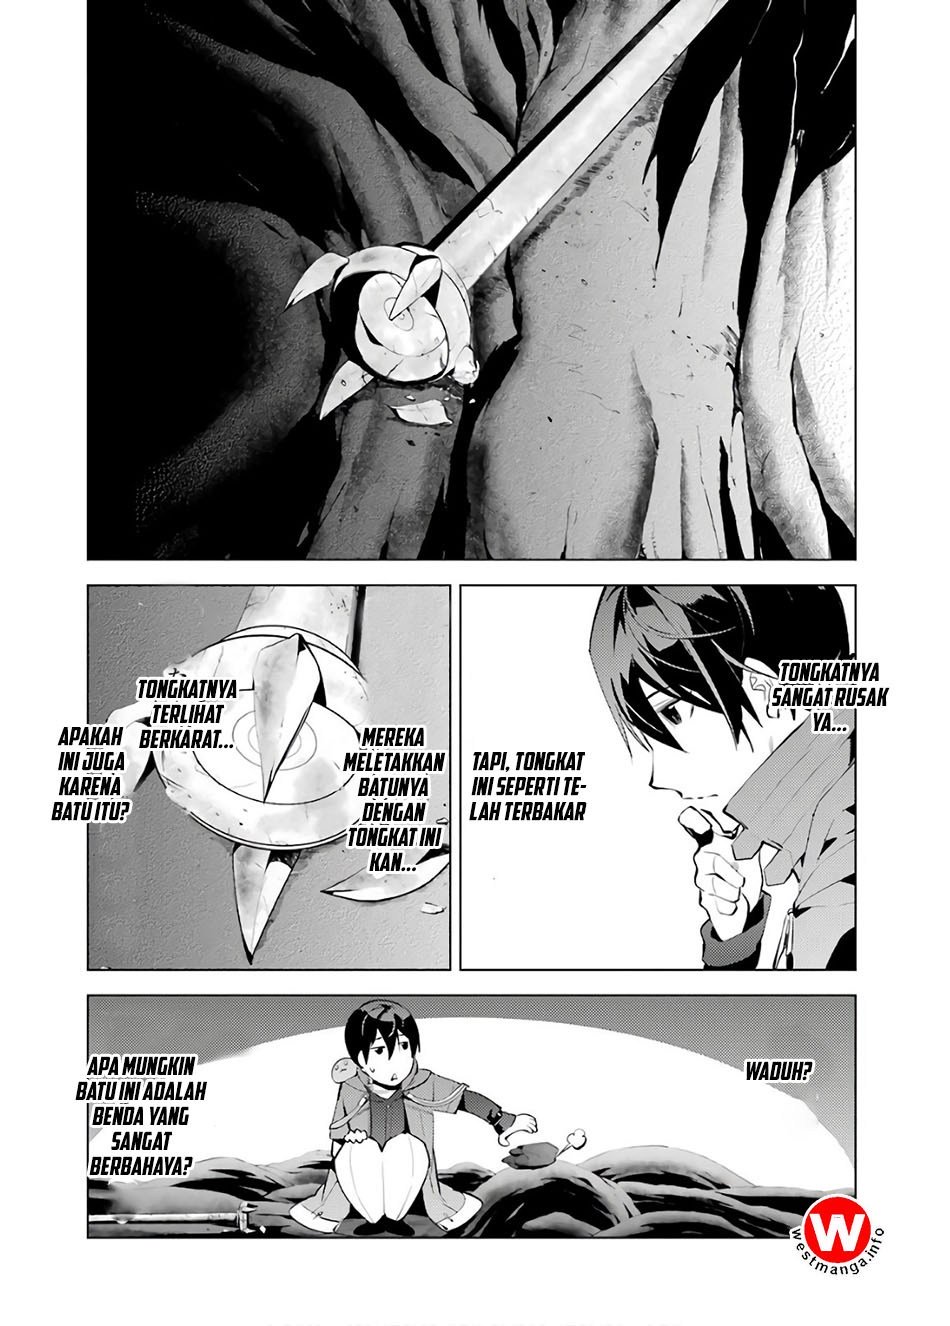 TONGKATNYA
SANGAT RUSAK
YA...
TAPI, TONGKAT
INI SEPERTI TE-
LAH TERBAKAR
MEREKA
MELETAKKAN
BATUNYA
DENGAN
TONGKAT INI
KAN...
TONGKATNYA
TERLIHAT
BERKARAT...
APAKAH
INI JUGA
KARENA
BATU ITU?
WADUH?
APA MUNGKIN
BATU INI ADALAH
BENDA YANG
SANGAT
BERBAHAYA?
W
westmanga.info